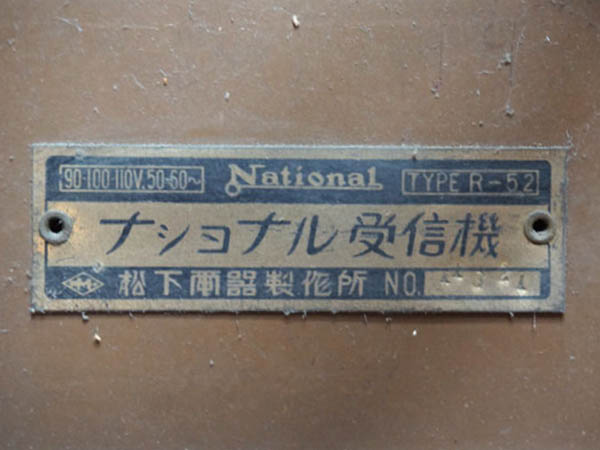 90·100·110V.50-60~ National TYPE R-52
ナショナル受信機
松下電器製作所 NO.